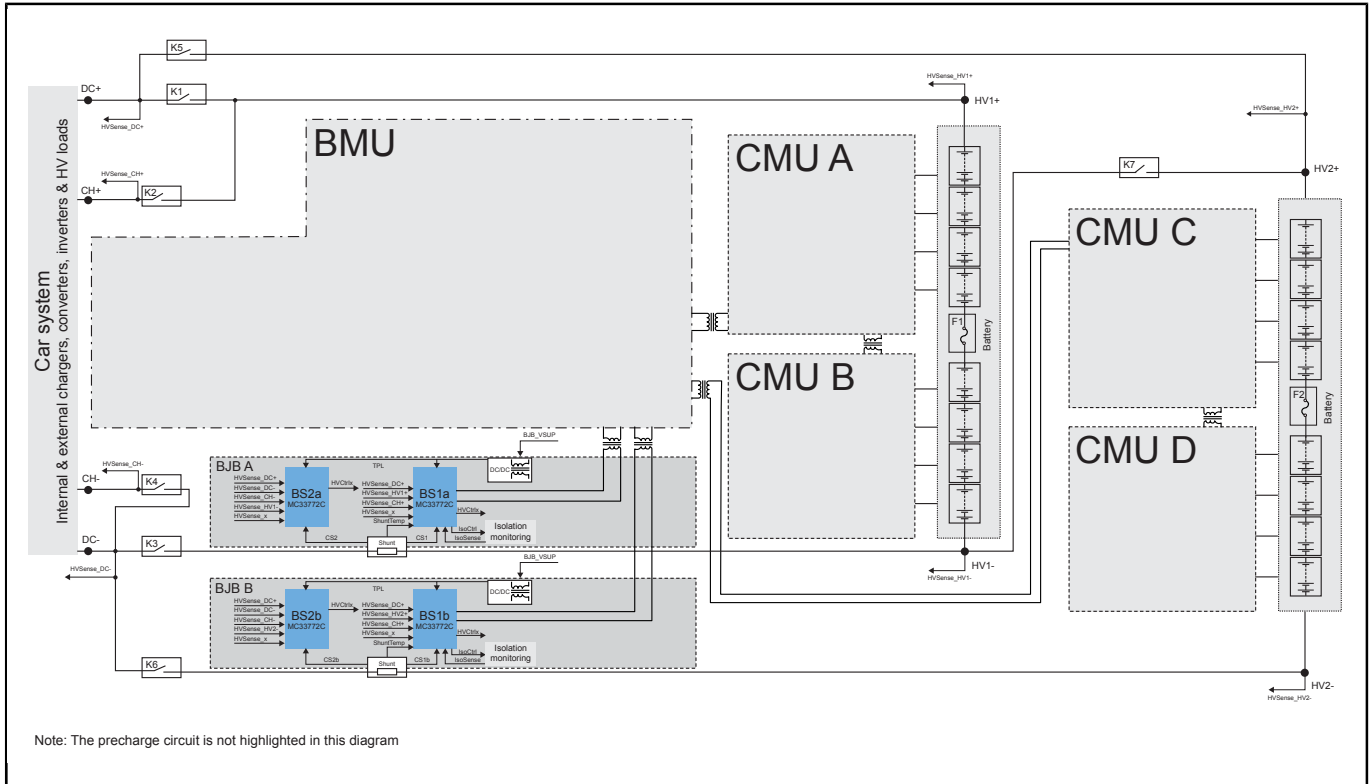 K5
HVSense_HV1+
DC+
K1
HV1+
HVSense_HV2+
HVSense_DC+
BMU
CMU A
K7
HV2+
HVSense_CH+
CH+
K2
Car system
Internal & external chargers, converters, inverters & HV loads
CMU C
F1
Battery
CMU B
F2
Battery
CMU D
BJB_VSUP
HVSense_CH-
CH-
K4
BJB A
TPL
DC/DC
HVSense_DC+
HVSense_DC-
HVSense_CH-
HVSense_HV1-
HVSense_x
BS2a
MC33772C
HVCtrlx
HVSense_DC+
HVSense_HV1+
HVSense_CH+
HVSense_x
ShuntTemp
BS1a
MC33772C
HVCtrlx
IsoCtrl
IsoSense
Isolation
monitoring
CS2
Shunt
CS1
DC-
K3
HV1-
HVSense_HV1-
HVSense_DC-
BJB_VSUP
BJB B
TPL
DC/DC
HVSense_DC+
HVSense_DC-
HVSense_CH-
HVSense_HV2-
HVSense_x
BS2b
MC33772C
HVCtrlx
HVSense_DC+
HVSense_HV2+
HVSense_CH+
HVSense_x
ShuntTemp
BS1b
MC33772C
HVCtrlx
IsoCtrl
IsoSense
Isolation
monitoring
CS2b
Shunt
CS1b
K6
HV2-
HVSense_HV2-
Note: The precharge circuit is not highlighted in this diagram